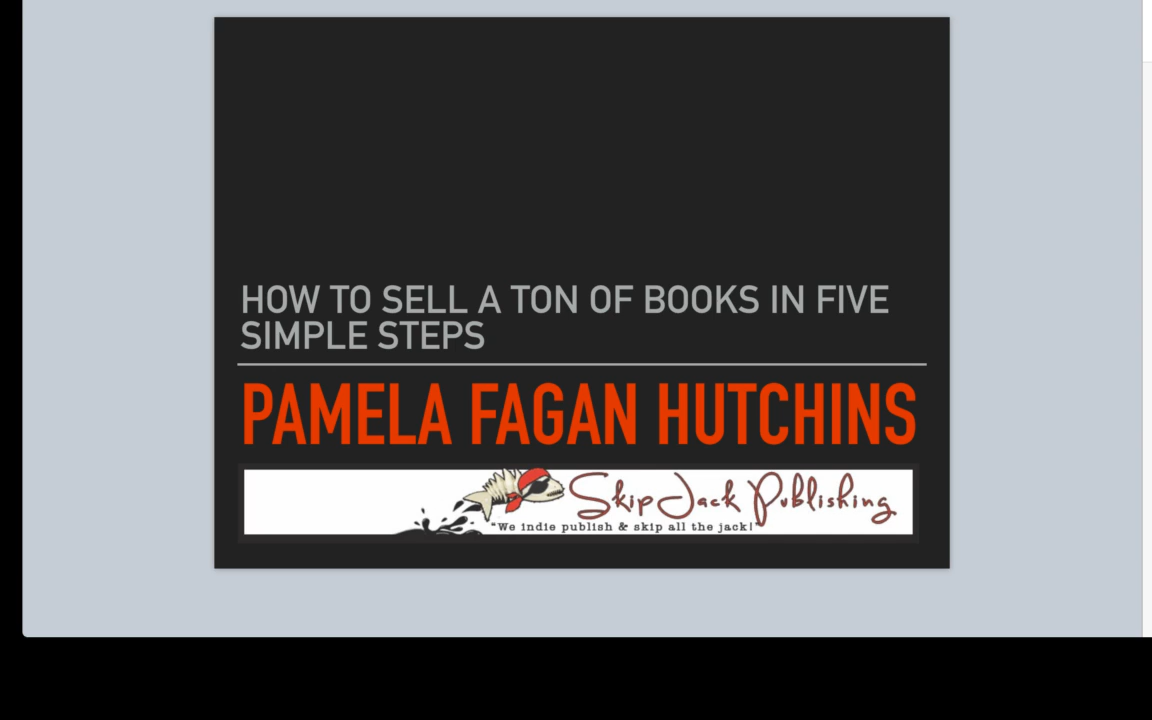 HOW TO SELL A TON OF BOOKS IN FIVE
SIMPLE STEPS
PAMELA FAGAN HUTCHINS
SkipJack Publishing
"We indie publish & skip all the jack!"